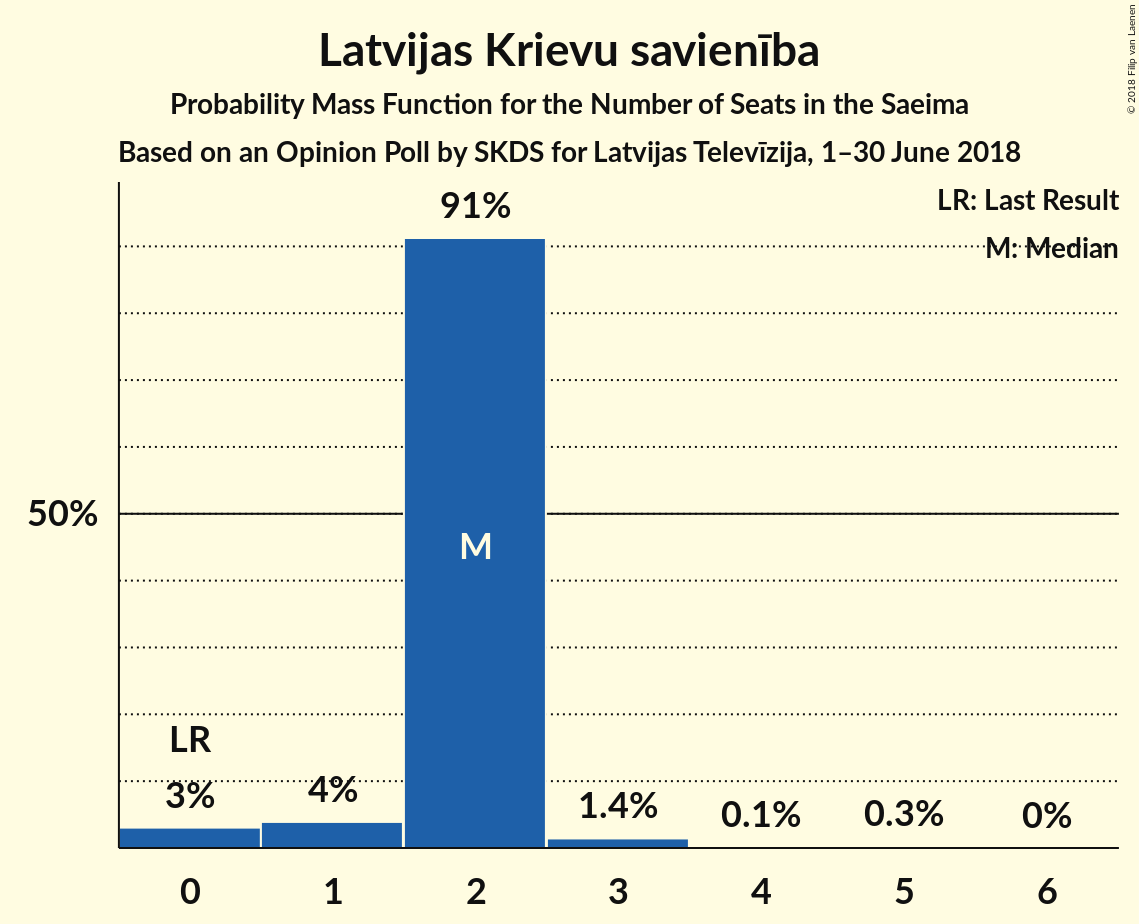 Latvijas Krievu savienība
Probability Mass Function for the Number of Seats in the Saeima
Based on an Opinion Poll by SKDS for Latvijas Televīzija, 1–30 June 2018
© 2018 Filip van Laenen
LR: Last Result
M: Median
91%
50%
M
LR
3%
4%
1.4%
0.1%
0.3%
0%
0
1
2
3
4
5
6